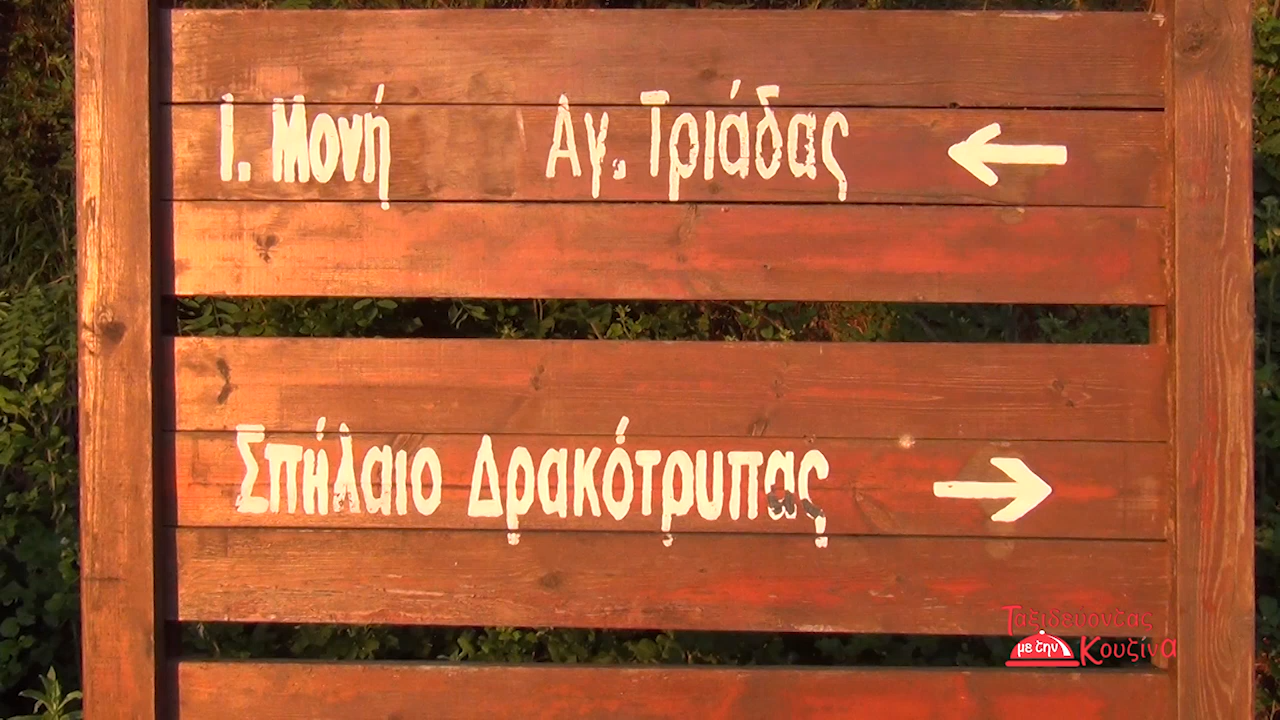 Ι. Μονή Αγ. Τριάδας
Σπήλαιο Δρακότρυπας
Ταξιδεύοντας
με την Κουζίνα